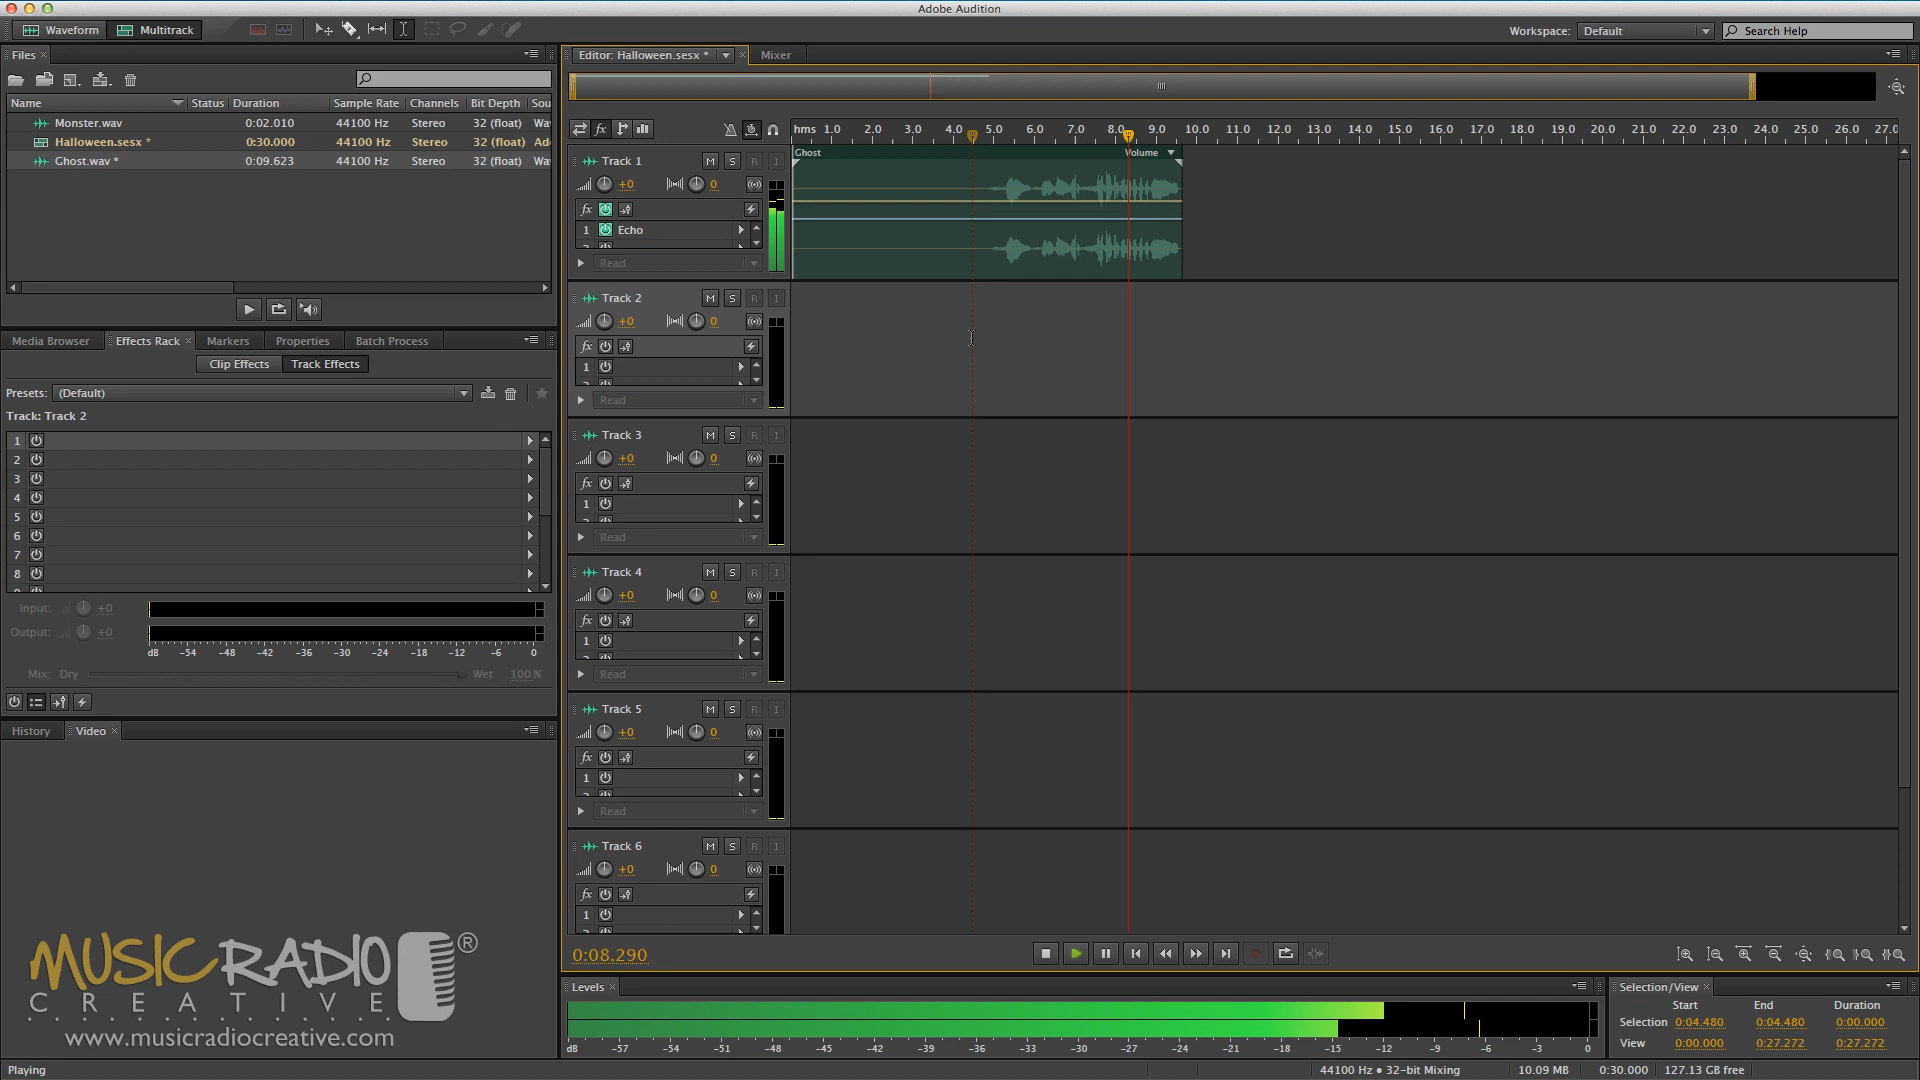 Adobe Audition
Waveform Multitrack Workspace: Default Search Help
Files
Name Status Duration Sample Rate Channels Bit Depth Sou
Monster.wav 0:02.010 44100 Hz Stereo 32 (float) Wa
Halloween.sesx * 0:30.000 44100 Hz Stereo 32 (float) Ad
Ghost.wav * 0:09.623 44100 Hz Stereo 32 (float) Wa
Media Browser Effects Rack Markers Properties Batch Process
Clip Effects Track Effects
Presets: (Default)
Track: Track 2
1
2
3
4
5
6
7
8
Input: +0
Output: +0
dB -54 -48 -42 -36 -30 -24 -18 -12 -6 0
Mix: Dry Wet 100 %
History Video
MUSIC RADIO ®
CREATIVE
www.musicradiocreative.com
Editor: Halloween.sesx * Mixer
hms 1.0 2.0 3.0 4.0 5.0 6.0 7.0 8.0 9.0 10.0 11.0 12.0 13.0 14.0 15.0 16.0 17.0 18.0 19.0 20.0 21.0 22.0 23.0 24.0 25.0 26.0 27.0
fx
Track 1 M S R I
+0 0
fx
1 Echo
Read
Ghost Volume
Track 2 M S R I
+0 0
fx
1
Read
Track 3 M S R I
+0 0
fx
1
Read
Track 4 M S R I
+0 0
fx
1
Read
Track 5 M S R I
+0 0
fx
1
Read
Track 6 M S R I
+0 0
fx
1
0:08.290
Levels
dB -57 -54 -51 -48 -45 -42 -39 -36 -33 -30 -27 -24 -21 -18 -15 -12 -9 -6 -3 0
Selection/View
Start End Duration
Selection 0:04.480 0:04.480 0:00.000
View 0:00.000 0:27.272 0:27.272
Playing 44100 Hz • 32-bit Mixing 10.09 MB 0:30.000 127.13 GB free